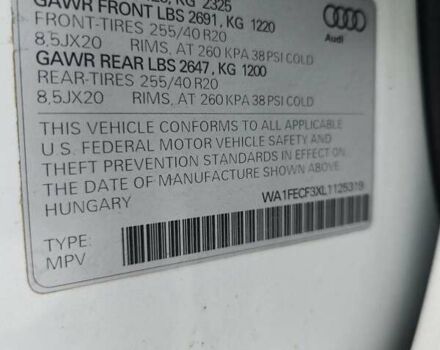 KG 2325
GAWR FRONT LBS 2691, KG 1220
FRONT-TIRES 255/40 R20
8,5JX20 RIMS, AT 260 KPA 38 PSI COLD
GAWR REAR LBS 2647, KG 1200
REAR-TIRES 255/40 R20
8,5JX20 RIMS, AT 260 KPA 38 PSI COLD
Audi
THIS VEHICLE CONFORMS TO ALL APPLICABLE
U.S. FEDERAL MOTOR VEHICLE SAFETY AND
THEFT PREVENTION STANDARDS IN EFFECT ON
THE DATE OF MANUFACTURE SHOWN ABOVE.
HUNGARY
WA1FECF3XL1125319
TYPE:
MPV